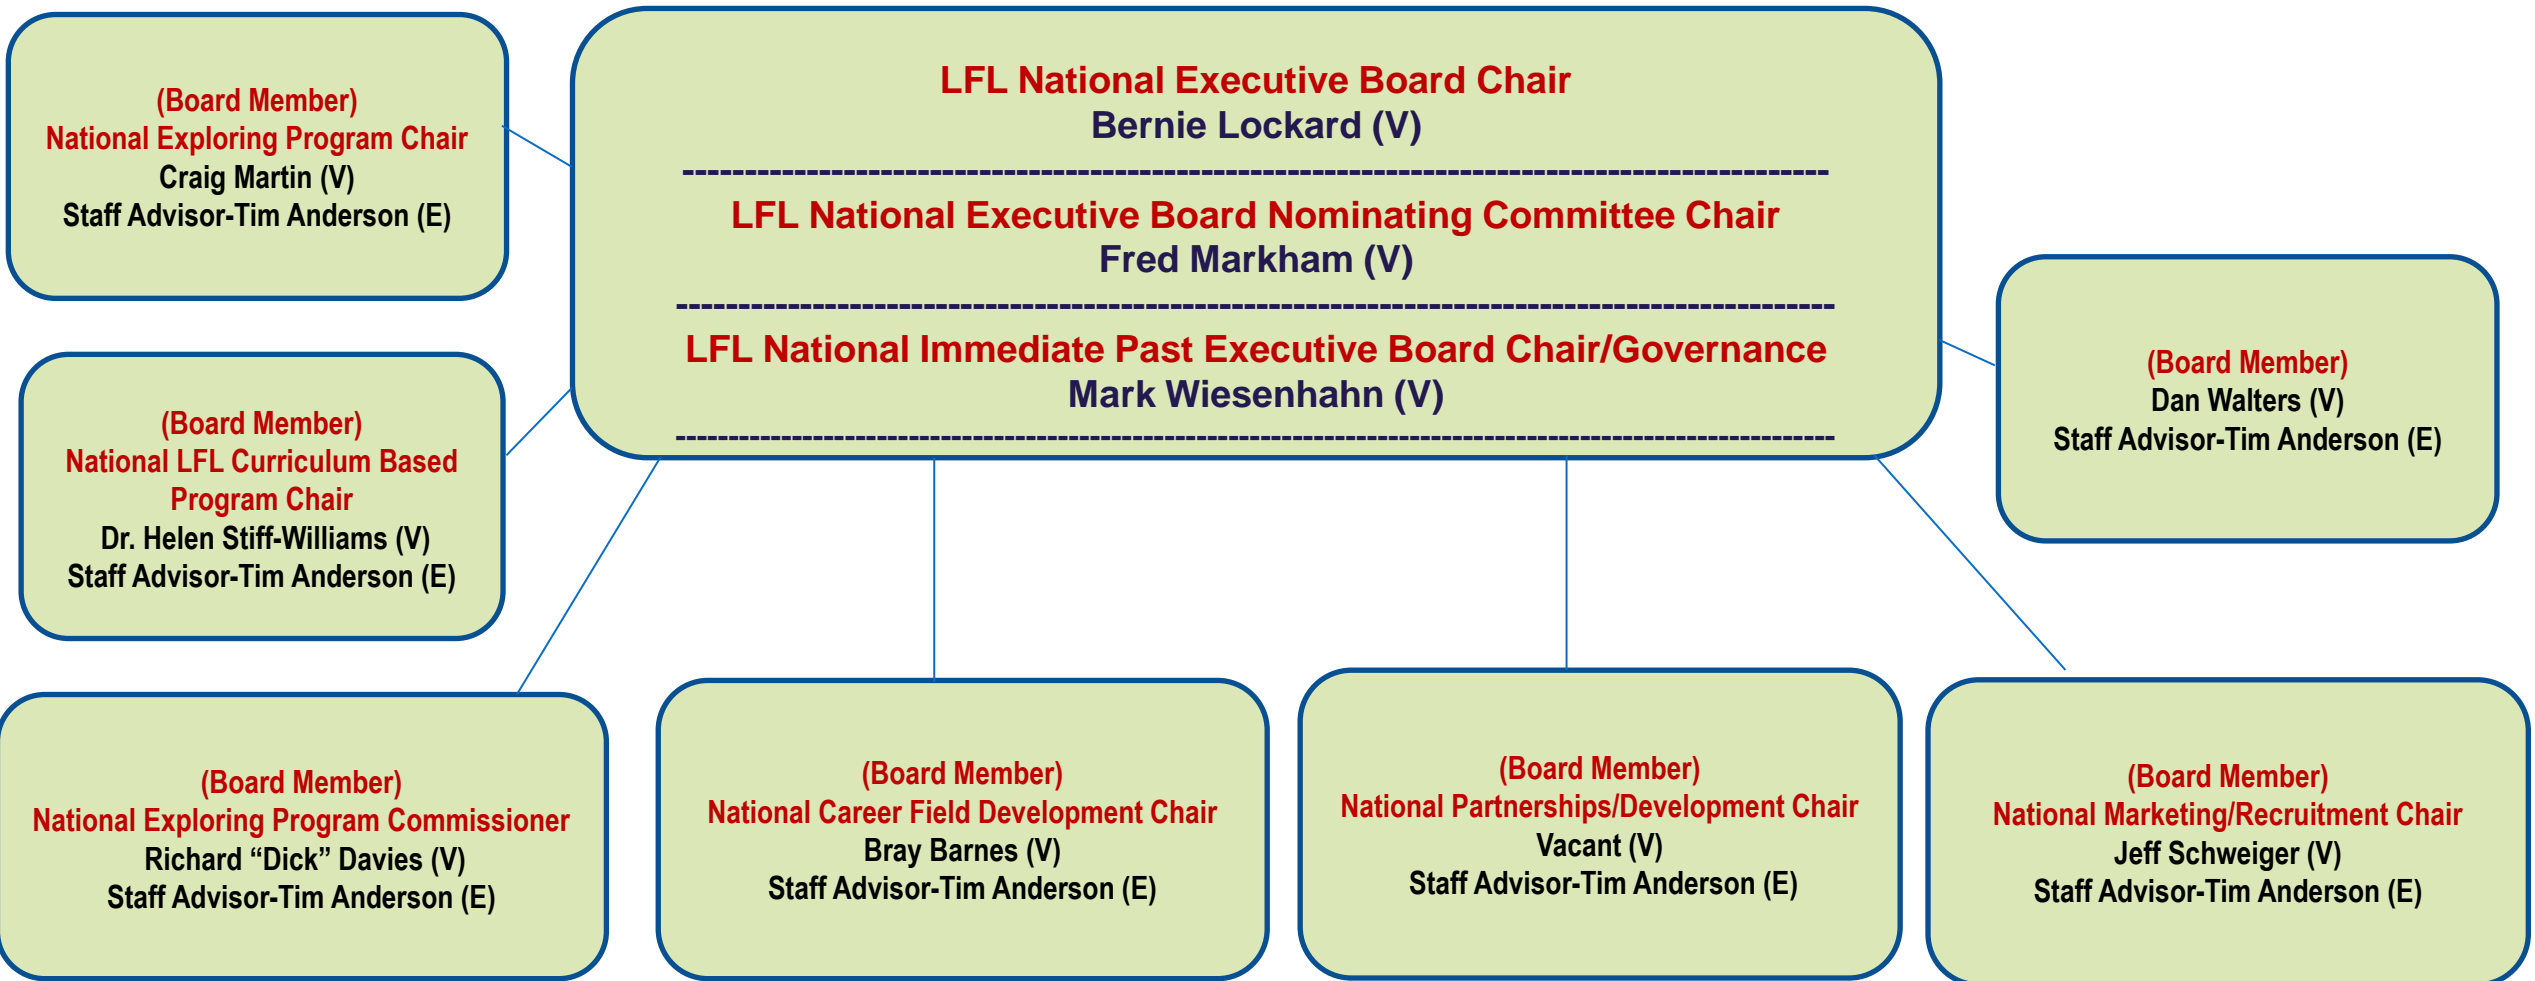 (Board Member)
National Exploring Program Chair
Craig Martin (V)
Staff Advisor-Tim Anderson (E)
LFL National Executive Board Chair
Bernie Lockard (V)
LFL National Executive Board Nominating Committee Chair
Fred Markham (V)
LFL National Immediate Past Executive Board Chair/Governance
Mark Wiesenhahn (V)
(Board Member)
Dan Walters (V)
Staff Advisor-Tim Anderson (E)
(Board Member)
National LFL Curriculum Based
Program Chair
Dr. Helen Stiff-Williams (V)
Staff Advisor-Tim Anderson (E)
(Board Member)
National Exploring Program Commissioner
Richard “Dick” Davies (V)
Staff Advisor-Tim Anderson (E)
(Board Member)
National Career Field Development Chair
Bray Barnes (V)
Staff Advisor-Tim Anderson (E)
(Board Member)
National Partnerships/Development Chair
Vacant (V)
Staff Advisor-Tim Anderson (E)
(Board Member)
National Marketing/Recruitment Chair
Jeff Schweiger (V)
Staff Advisor-Tim Anderson (E)